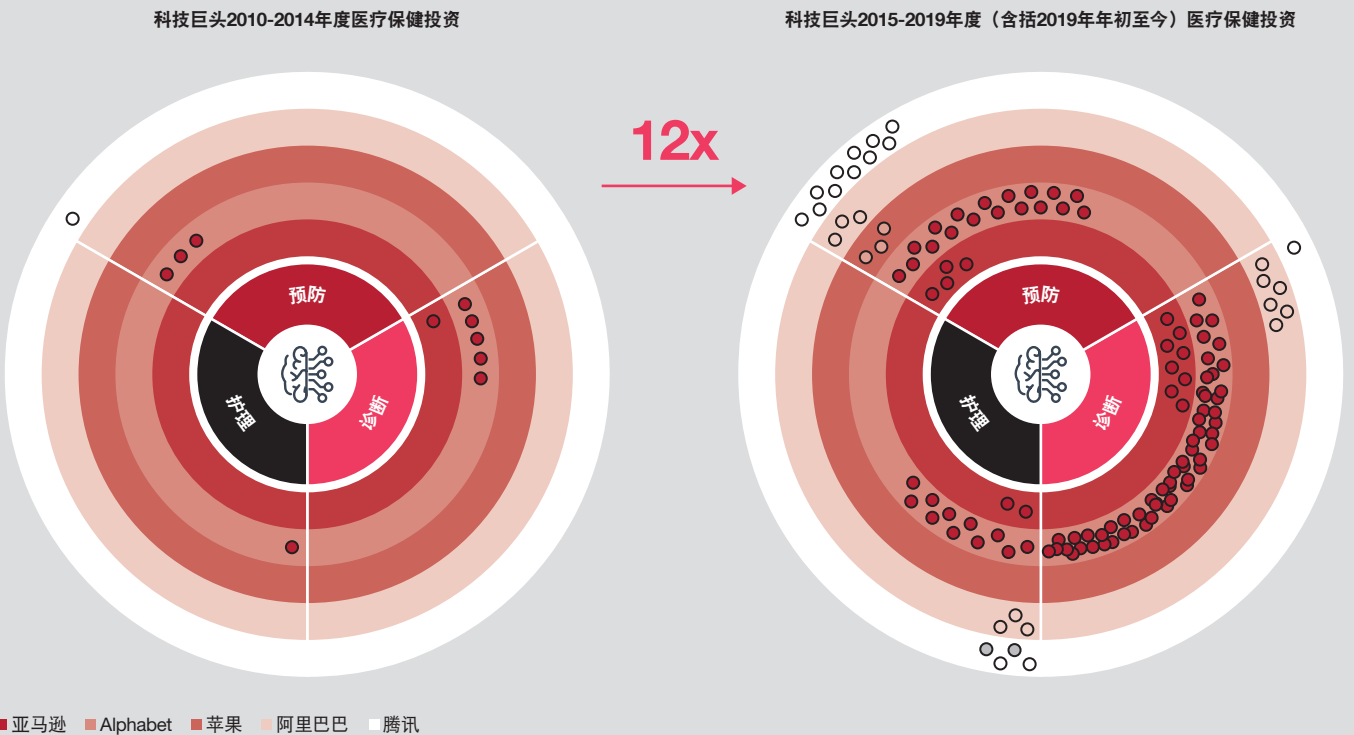 科技巨头2010-2014年度医疗保健投资
科技巨头2015-2019年度（含括2019年年初至今）医疗保健投资
12x
预防
护理
诊断
预防
护理
诊断
亚马逊 Alphabet 苹果 阿里巴巴 腾讯